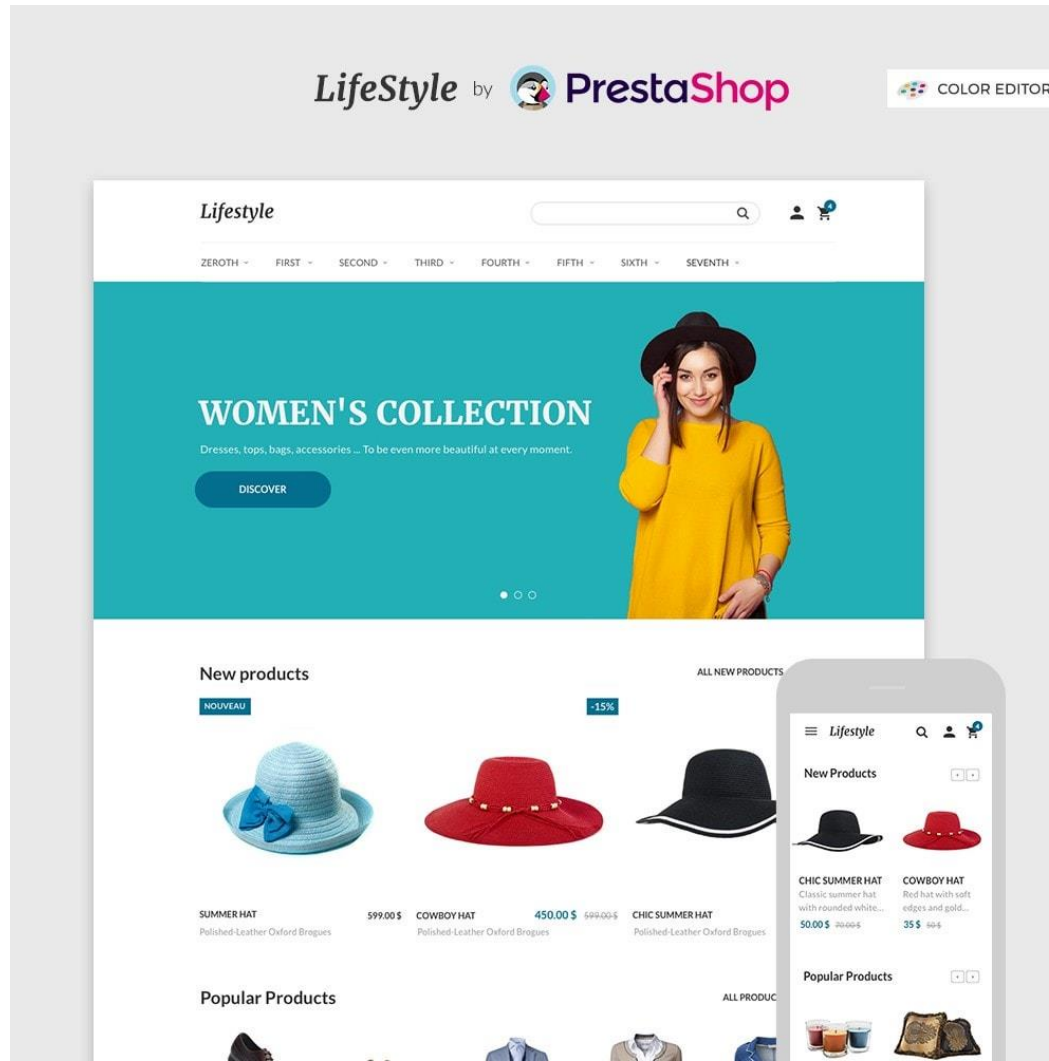 LifeStyle by PrestaShop
COLOR EDITOR
Lifestyle
4
ZEROTH FIRST SECOND THIRD FOURTH FIFTH SIXTH SEVENTH
WOMEN'S COLLECTION
Dresses, tops, bags, accessories ... To be even more beautiful at every moment.
DISCOVER
New products
ALL NEW PRODUCTS
NOUVEAU
-15%
SUMMER HAT 599.00 $
Polished-Leather Oxford Brogues
COWBOY HAT 450.00 $ 599.00 $
Polished-Leather Oxford Brogues
CHIC SUMMER HAT
Polished-Leather Oxford Brogues
Popular Products
ALL PRODUC
Lifestyle
4
New Products
CHIC SUMMER HAT
Classic summer hat
with rounded white...
50.00 $ 70.00 $
COWBOY HAT
Red hat with soft
edges and gold...
35 $ 50 $
Popular Products